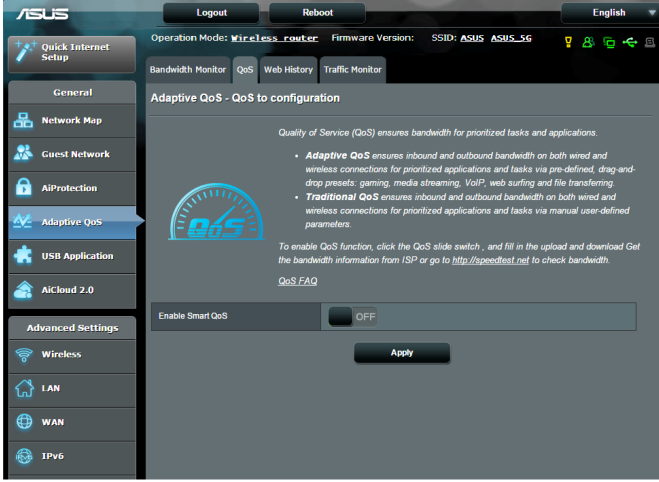 ASUS
Logout
Reboot
English
Quick Internet
Setup
Operation Mode: Wireless router Firmware Version: SSID: ASUS ASUS_5G
Bandwidth Monitor
QoS
Web History
Traffic Monitor
General
Network Map
Guest Network
AiProtection
Adaptive QoS
USB Application
AiCloud 2.0
Advanced Settings
Wireless
LAN
WAN
IPv6
Adaptive QoS - QoS to configuration
QoS
Quality of Service (QoS) ensures bandwidth for prioritized tasks and applications.
• Adaptive QoS ensures inbound and outbound bandwidth on both wired and
wireless connections for prioritized applications and tasks via pre-defined, drag-and-
drop presets: gaming, media streaming, VoIP, web surfing and file transferring.
• Traditional QoS ensures inbound and outbound bandwidth on both wired and
wireless connections for prioritized applications and tasks via manual user-defined
parameters.
To enable QoS function, click the QoS slide switch , and fill in the upload and download Get
the bandwidth information from ISP or go to http://speedtest.net to check bandwidth.
QoS FAQ
Enable Smart QoS
OFF
Apply